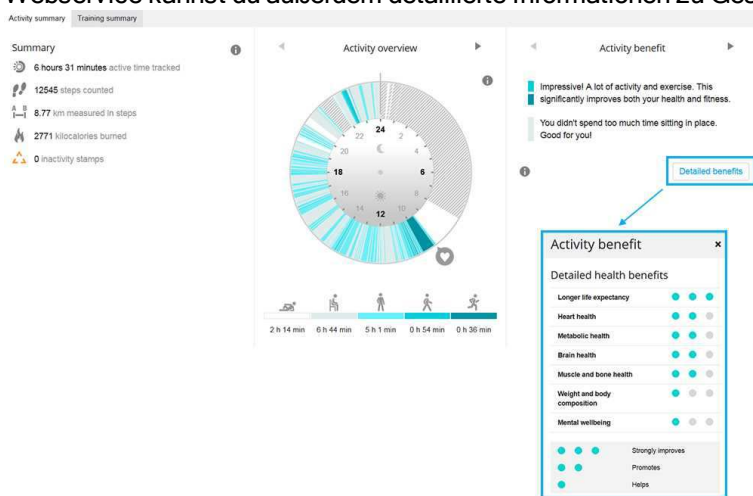 Webservice kannst du außerdem detaillierte Informationen zu Ges
Activity summary Training summary
Summary
6 hours 31 minutes active time tracked
12545 steps counted
A B
8.77 km measured in steps
2771 kilocalories burned
0 inactivity stamps
Activity overview
24
22 2
20 4
18 6
16 8
14 10
12
2 h 14 min 6 h 44 min 5 h 1 min 0 h 54 min 0 h 36 min
Activity benefit
Impressive! A lot of activity and exercise. This
significantly improves both your health and fitness.
You didn't spend too much time sitting in place.
Good for you!
Detailed benefits
Activity benefit ×
Detailed health benefits
Longer life expectancy
Heart health
Metabolic health
Brain health
Muscle and bone health
Weight and body
composition
Mental wellbeing
Strongly improves
Promotes
Helps